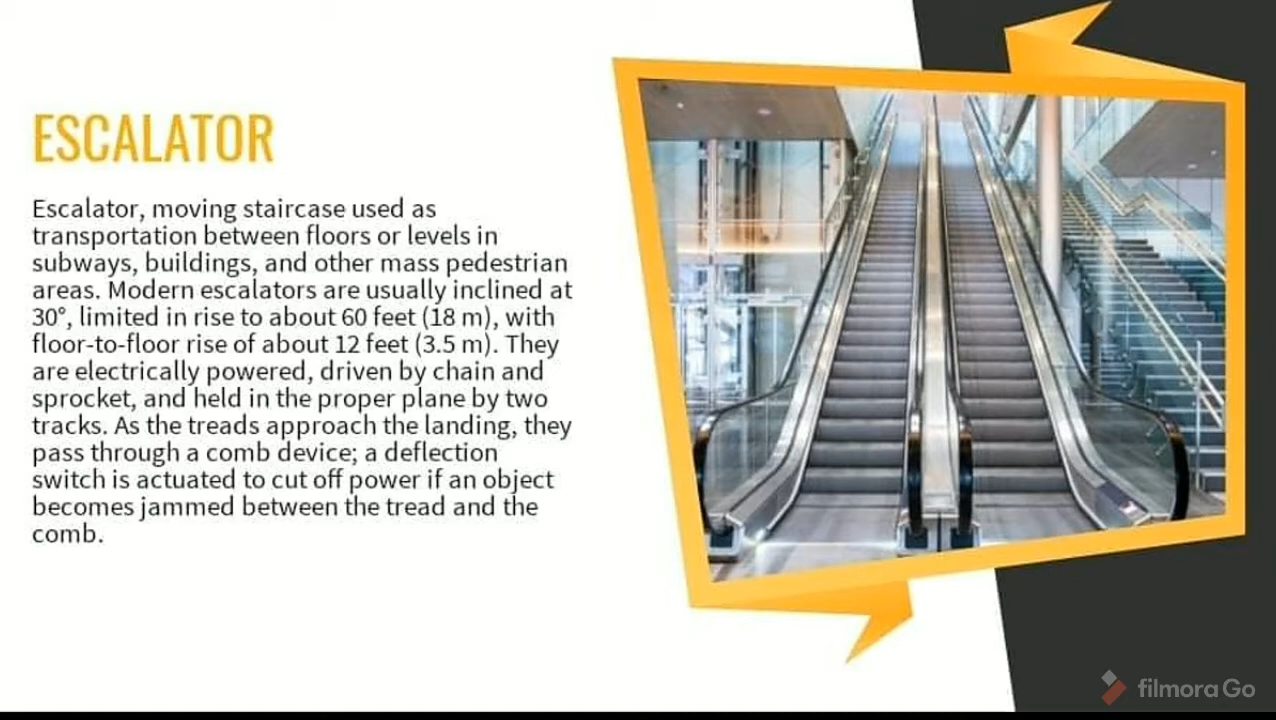 ESCALATOR
Escalator, moving staircase used as
transportation between floors or levels in
subways, buildings, and other mass pedestrian
areas. Modern escalators are usually inclined at
30°, limited in rise to about 60 feet (18 m), with
floor-to-floor rise of about 12 feet (3.5 m). They
are electrically powered, driven by chain and
sprocket, and held in the proper plane by two
tracks. As the treads approach the landing, they
pass through a comb device; a deflection
switch is actuated to cut off power if an object
becomes jammed between the tread and the
comb.
filmora Go